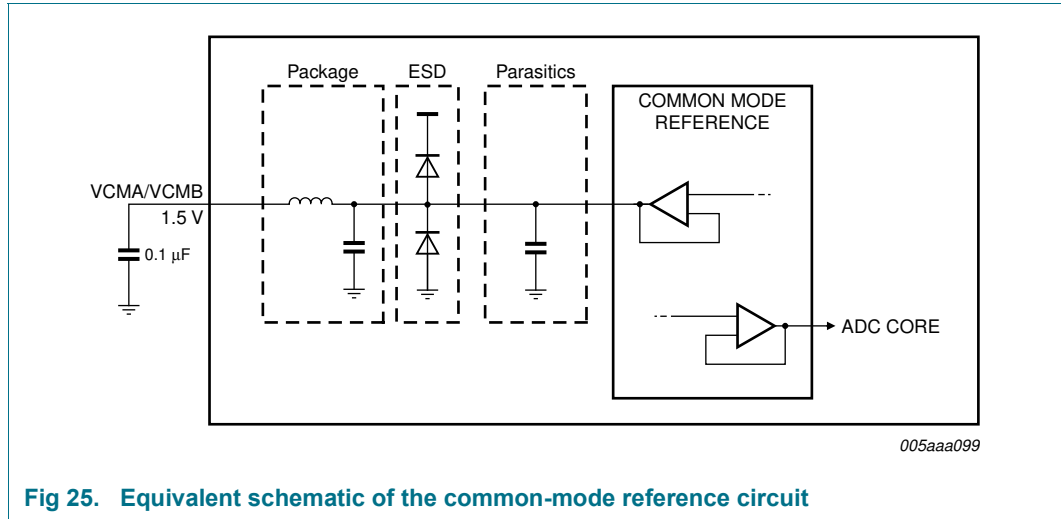 Package
ESD
Parasitics
COMMON MODE
REFERENCE
VCMA/VCMB
1.5 V
0.1 μF
ADC CORE
005aaa099
Fig 25. Equivalent schematic of the common-mode reference circuit